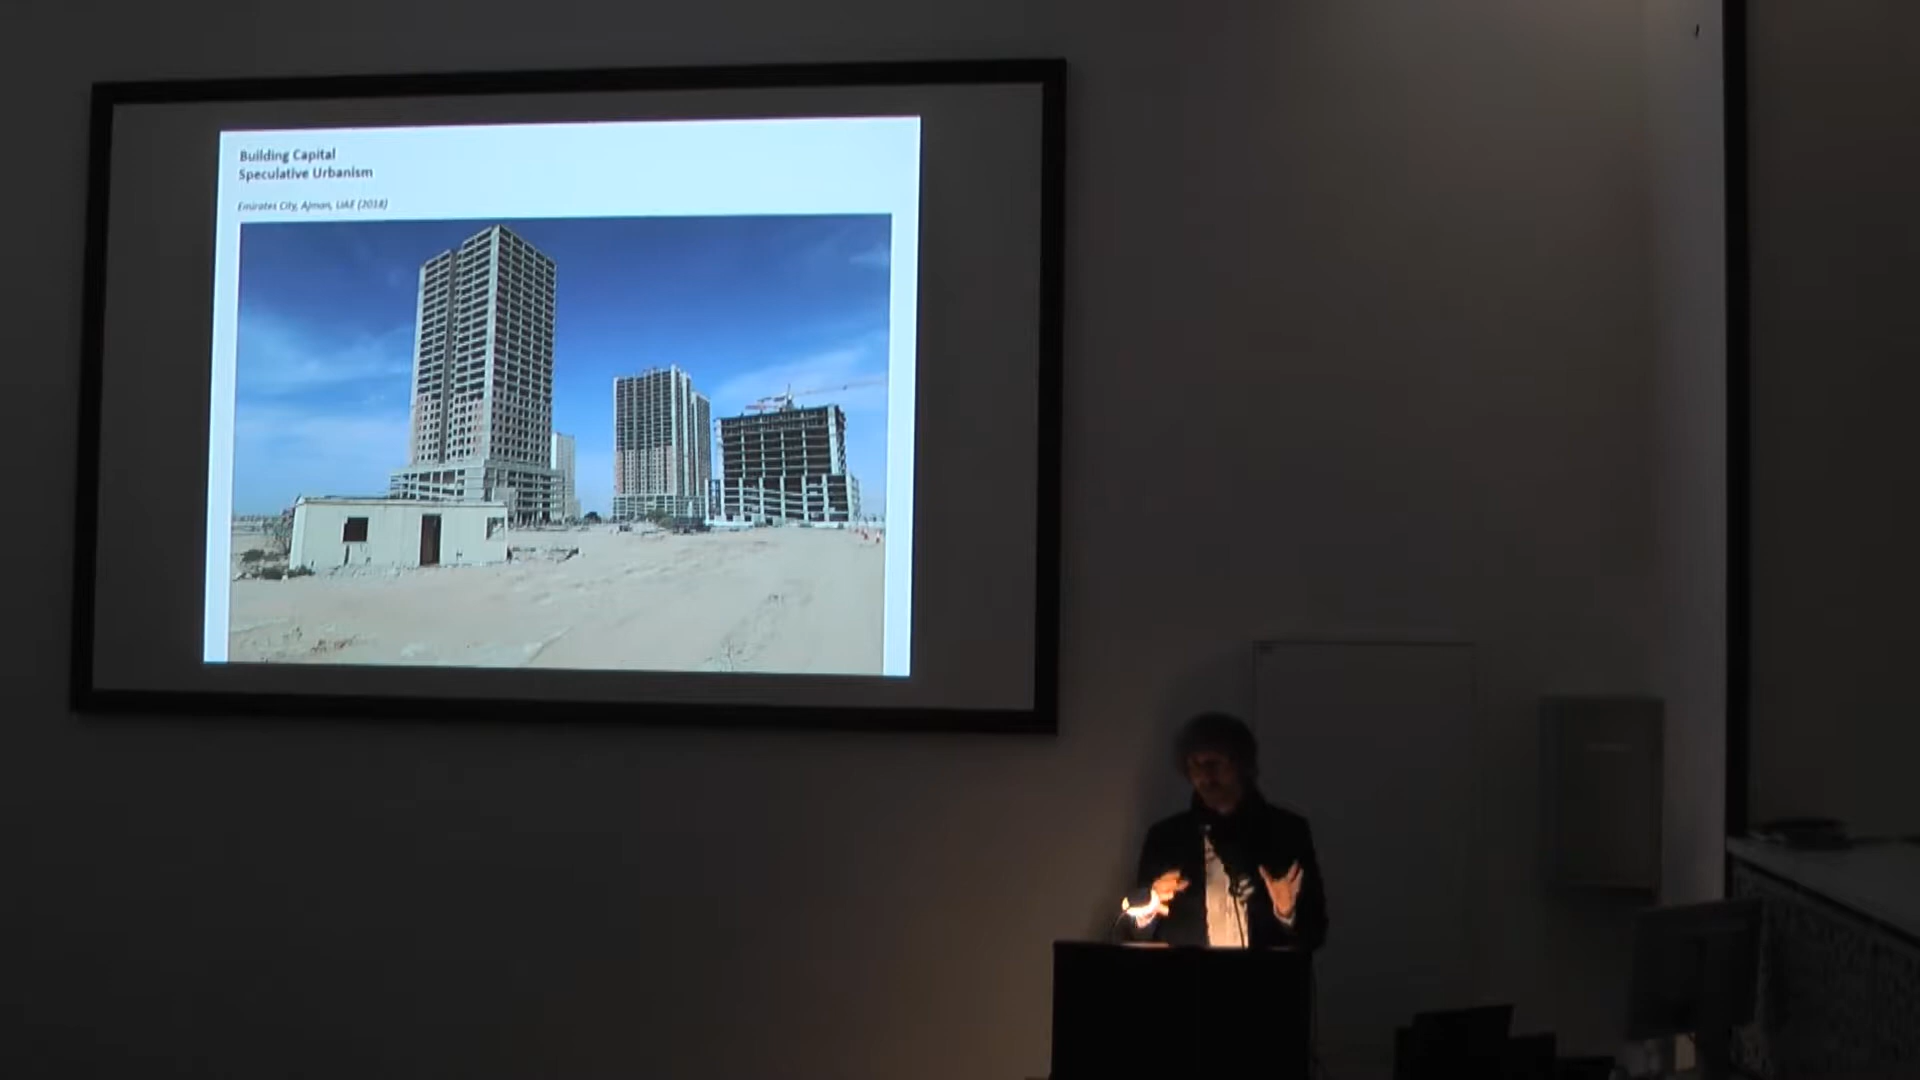 Building Capital
Speculative Urbanism
Emirates City, Ajman, UAE (2018)